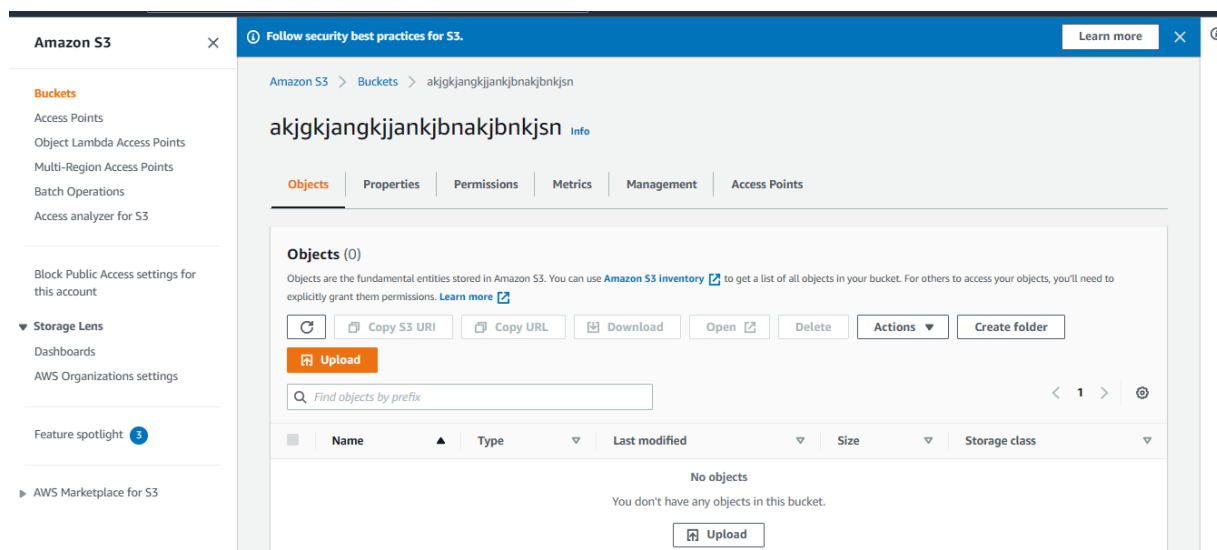 Amazon S3
Buckets
Access Points
Object Lambda Access Points
Multi-Region Access Points
Batch Operations
Access analyzer for S3
Block Public Access settings for
this account
Storage Lens
Dashboards
AWS Organizations settings
Feature spotlight 3
AWS Marketplace for S3
Follow security best practices for S3.
Learn more
Amazon S3 > Buckets > akjgkjangkjjankjbnakjbnkjsn
akjgkjangkjjankjbnakjbnkjsn Info
Objects Properties Permissions Metrics Management Access Points
Objects (0)
Objects are the fundamental entities stored in Amazon S3. You can use Amazon S3 inventory to get a list of all objects in your bucket. For others to access your objects, you'll need to
explicitly grant them permissions. Learn more
Copy S3 URI Copy URL Download Open Delete Actions Create folder
Upload
Find objects by prefix
< 1 >
Name Type Last modified Size Storage class
No objects
You don't have any objects in this bucket.
Upload